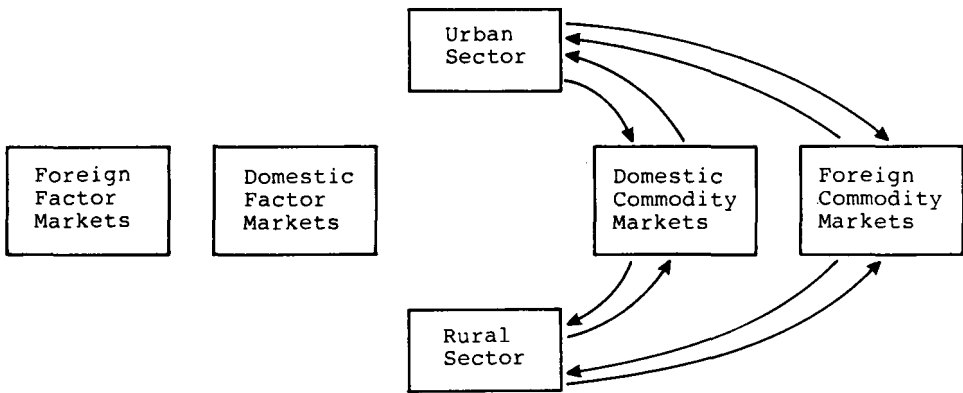 Urban
Sector
Foreign
Factor
Markets
Domestic
Factor
Markets
Domestic
Commodity
Markets
Foreign
Commodity
Markets
Rural
Sector